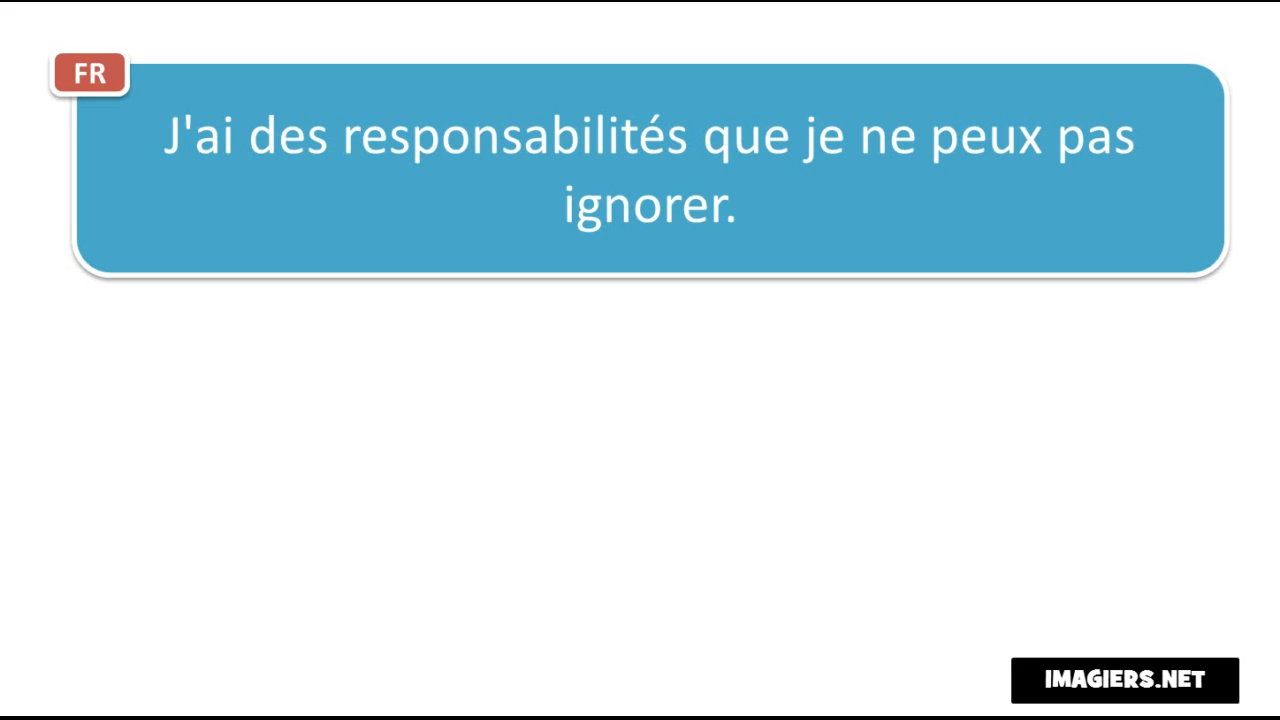 FR
J'ai des responsabilités que je ne peux pas
ignorer.
IMAGIERS.NET